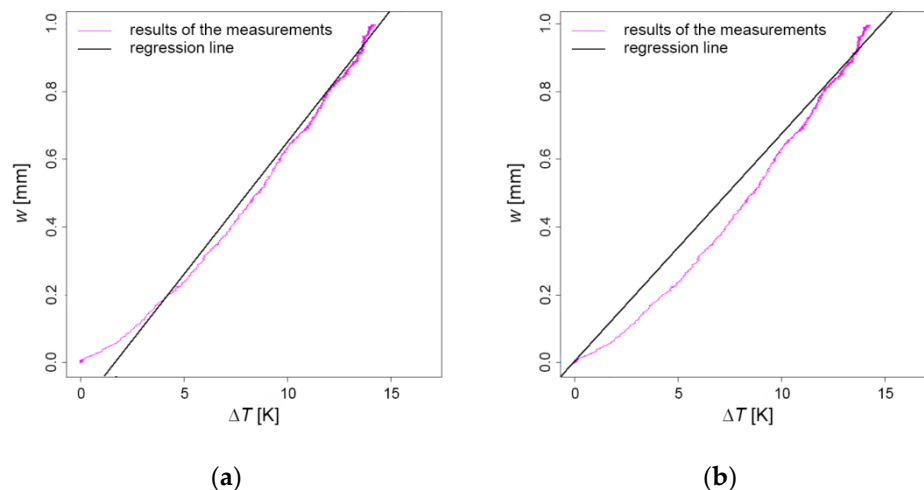 results of the measurements
regression line
1.0
0.8
0.6
0.4
0.2
0.0
w [mm]
0
5
10
15
ΔT [K]
(a)
results of the measurements
regression line
1.0
0.8
0.6
0.4
0.2
0.0
w [mm]
0
5
10
15
ΔT [K]
(b)